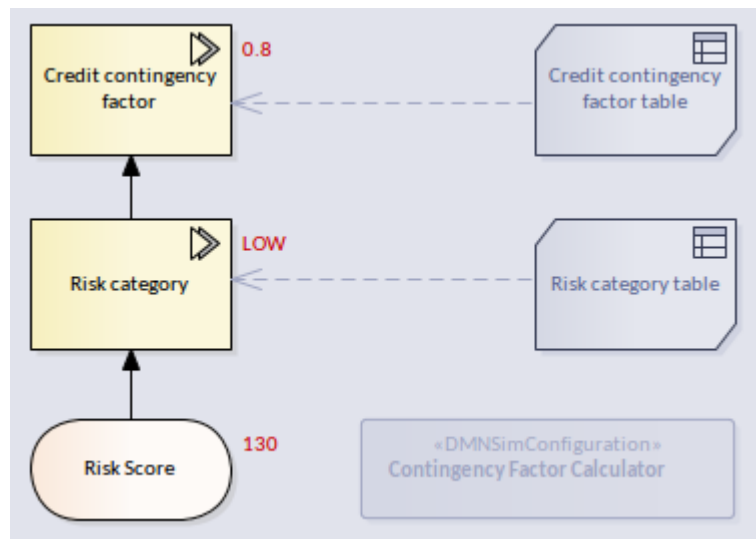 Credit contingency
factor
0.8
Credit contingency
factor table
Risk category
LOW
Risk category table
Risk Score
130
«DMNSimConfiguration»
Contingency Factor Calculator